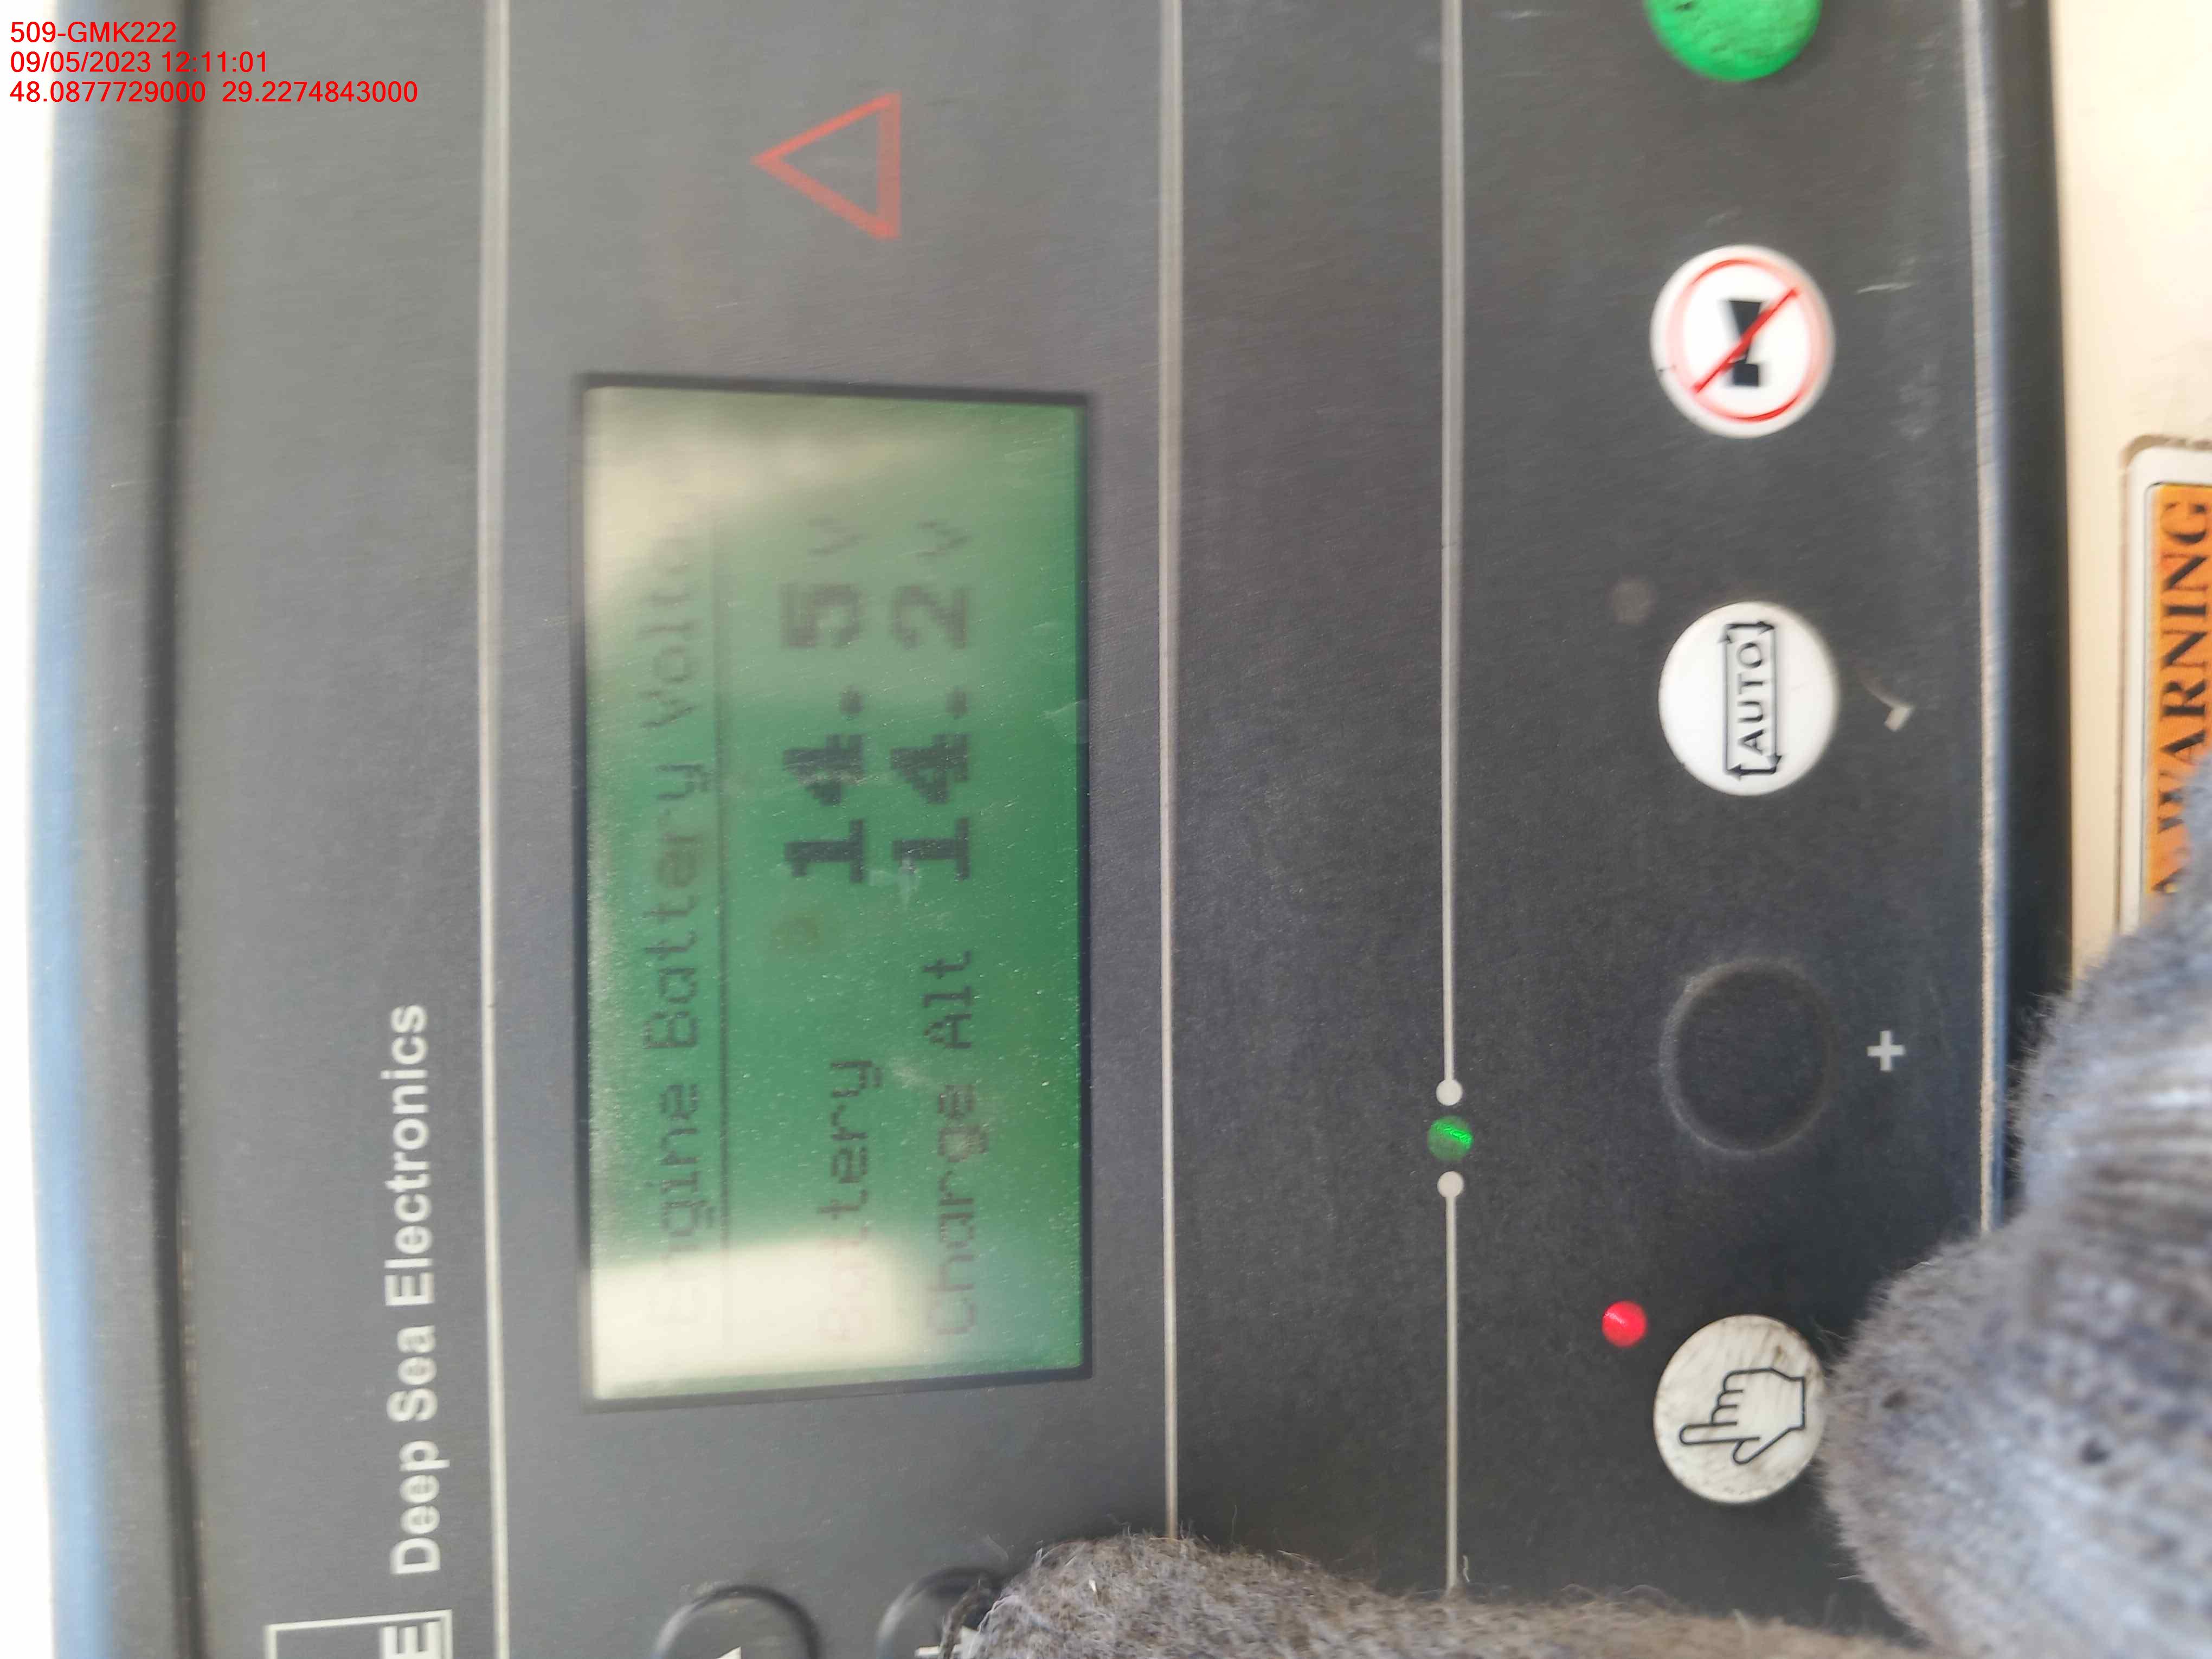 509-GMK222
09/05/2023 12:11:01
48.0877729000 29.2274843000
E Deep Sea Electronics
Engine Battery Volta
Battery 14.5V
Charge Alt 14.2V
AUTO
+
WARNING